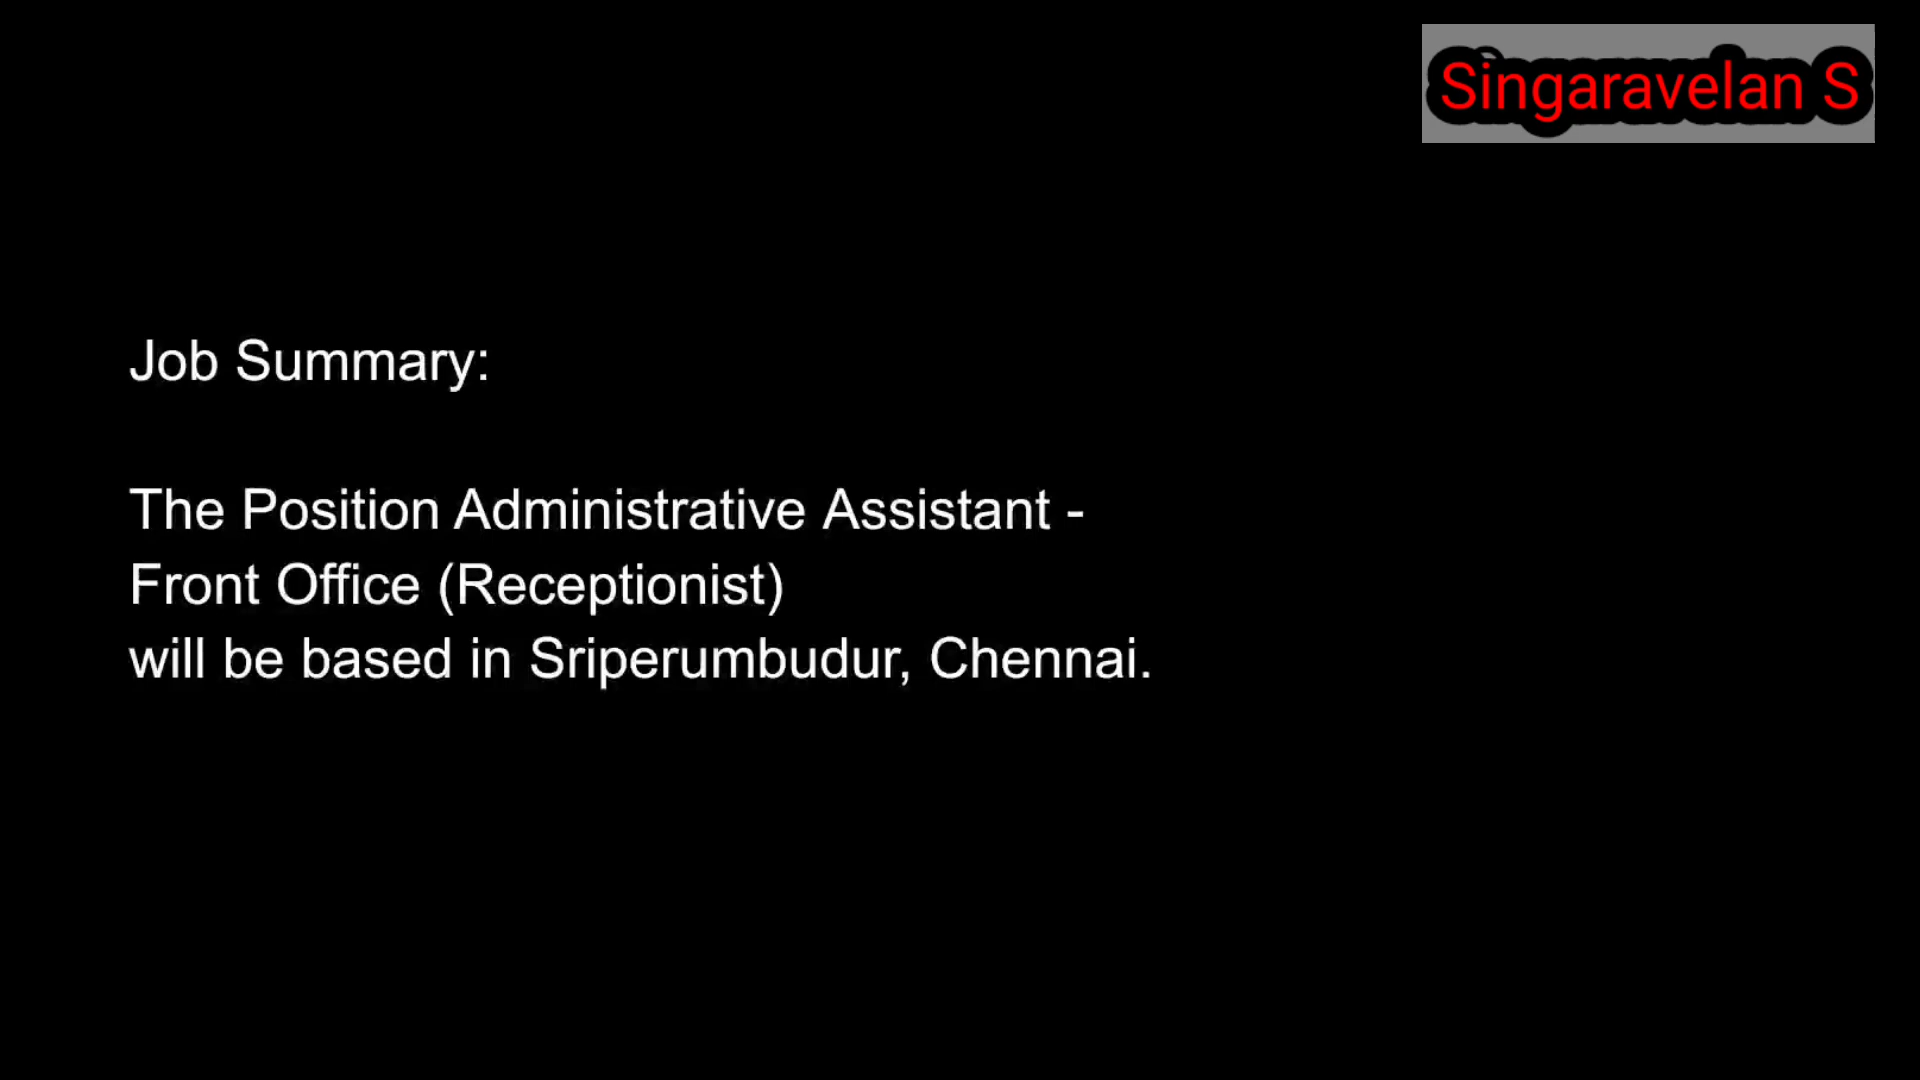 Singaravelan S
Job Summary:
The Position Administrative Assistant -
Front Office (Receptionist)
will be based in Sriperumbudur, Chennai.